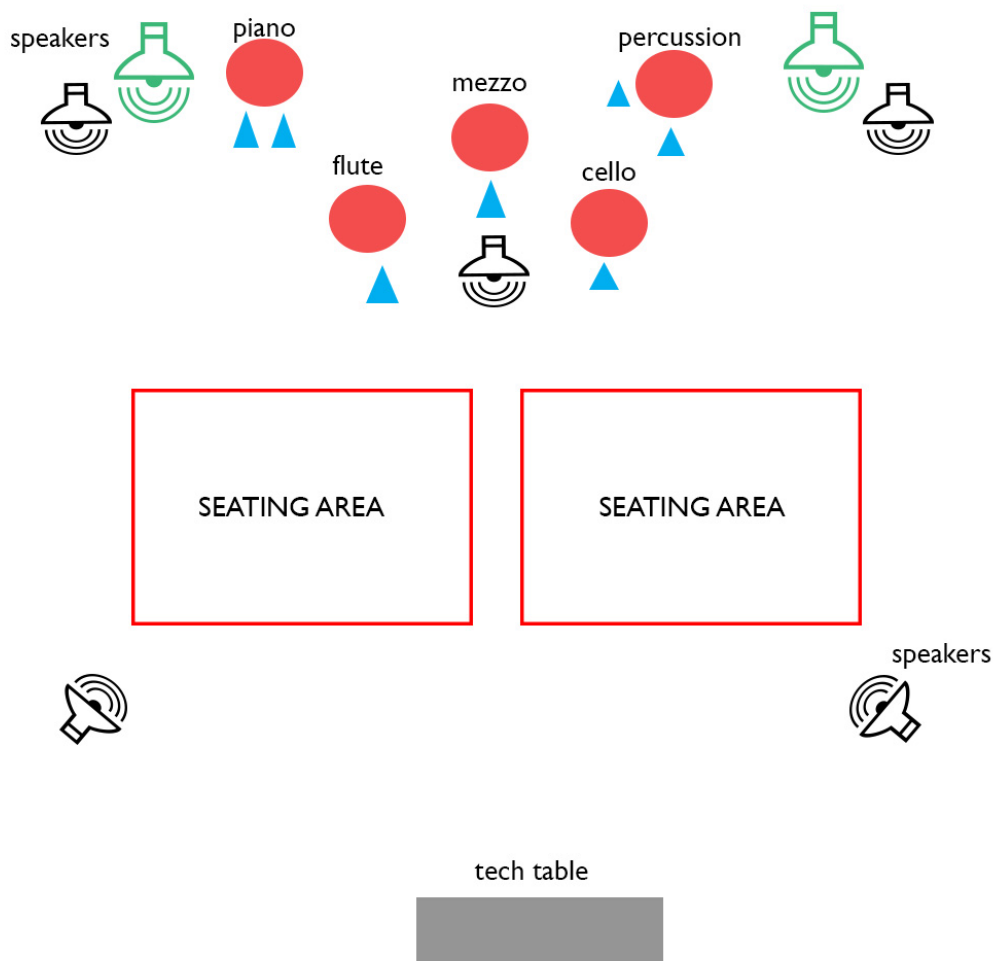 speakers
piano
percussion
mezzo
flute
cello
SEATING AREA
SEATING AREA
speakers
tech table